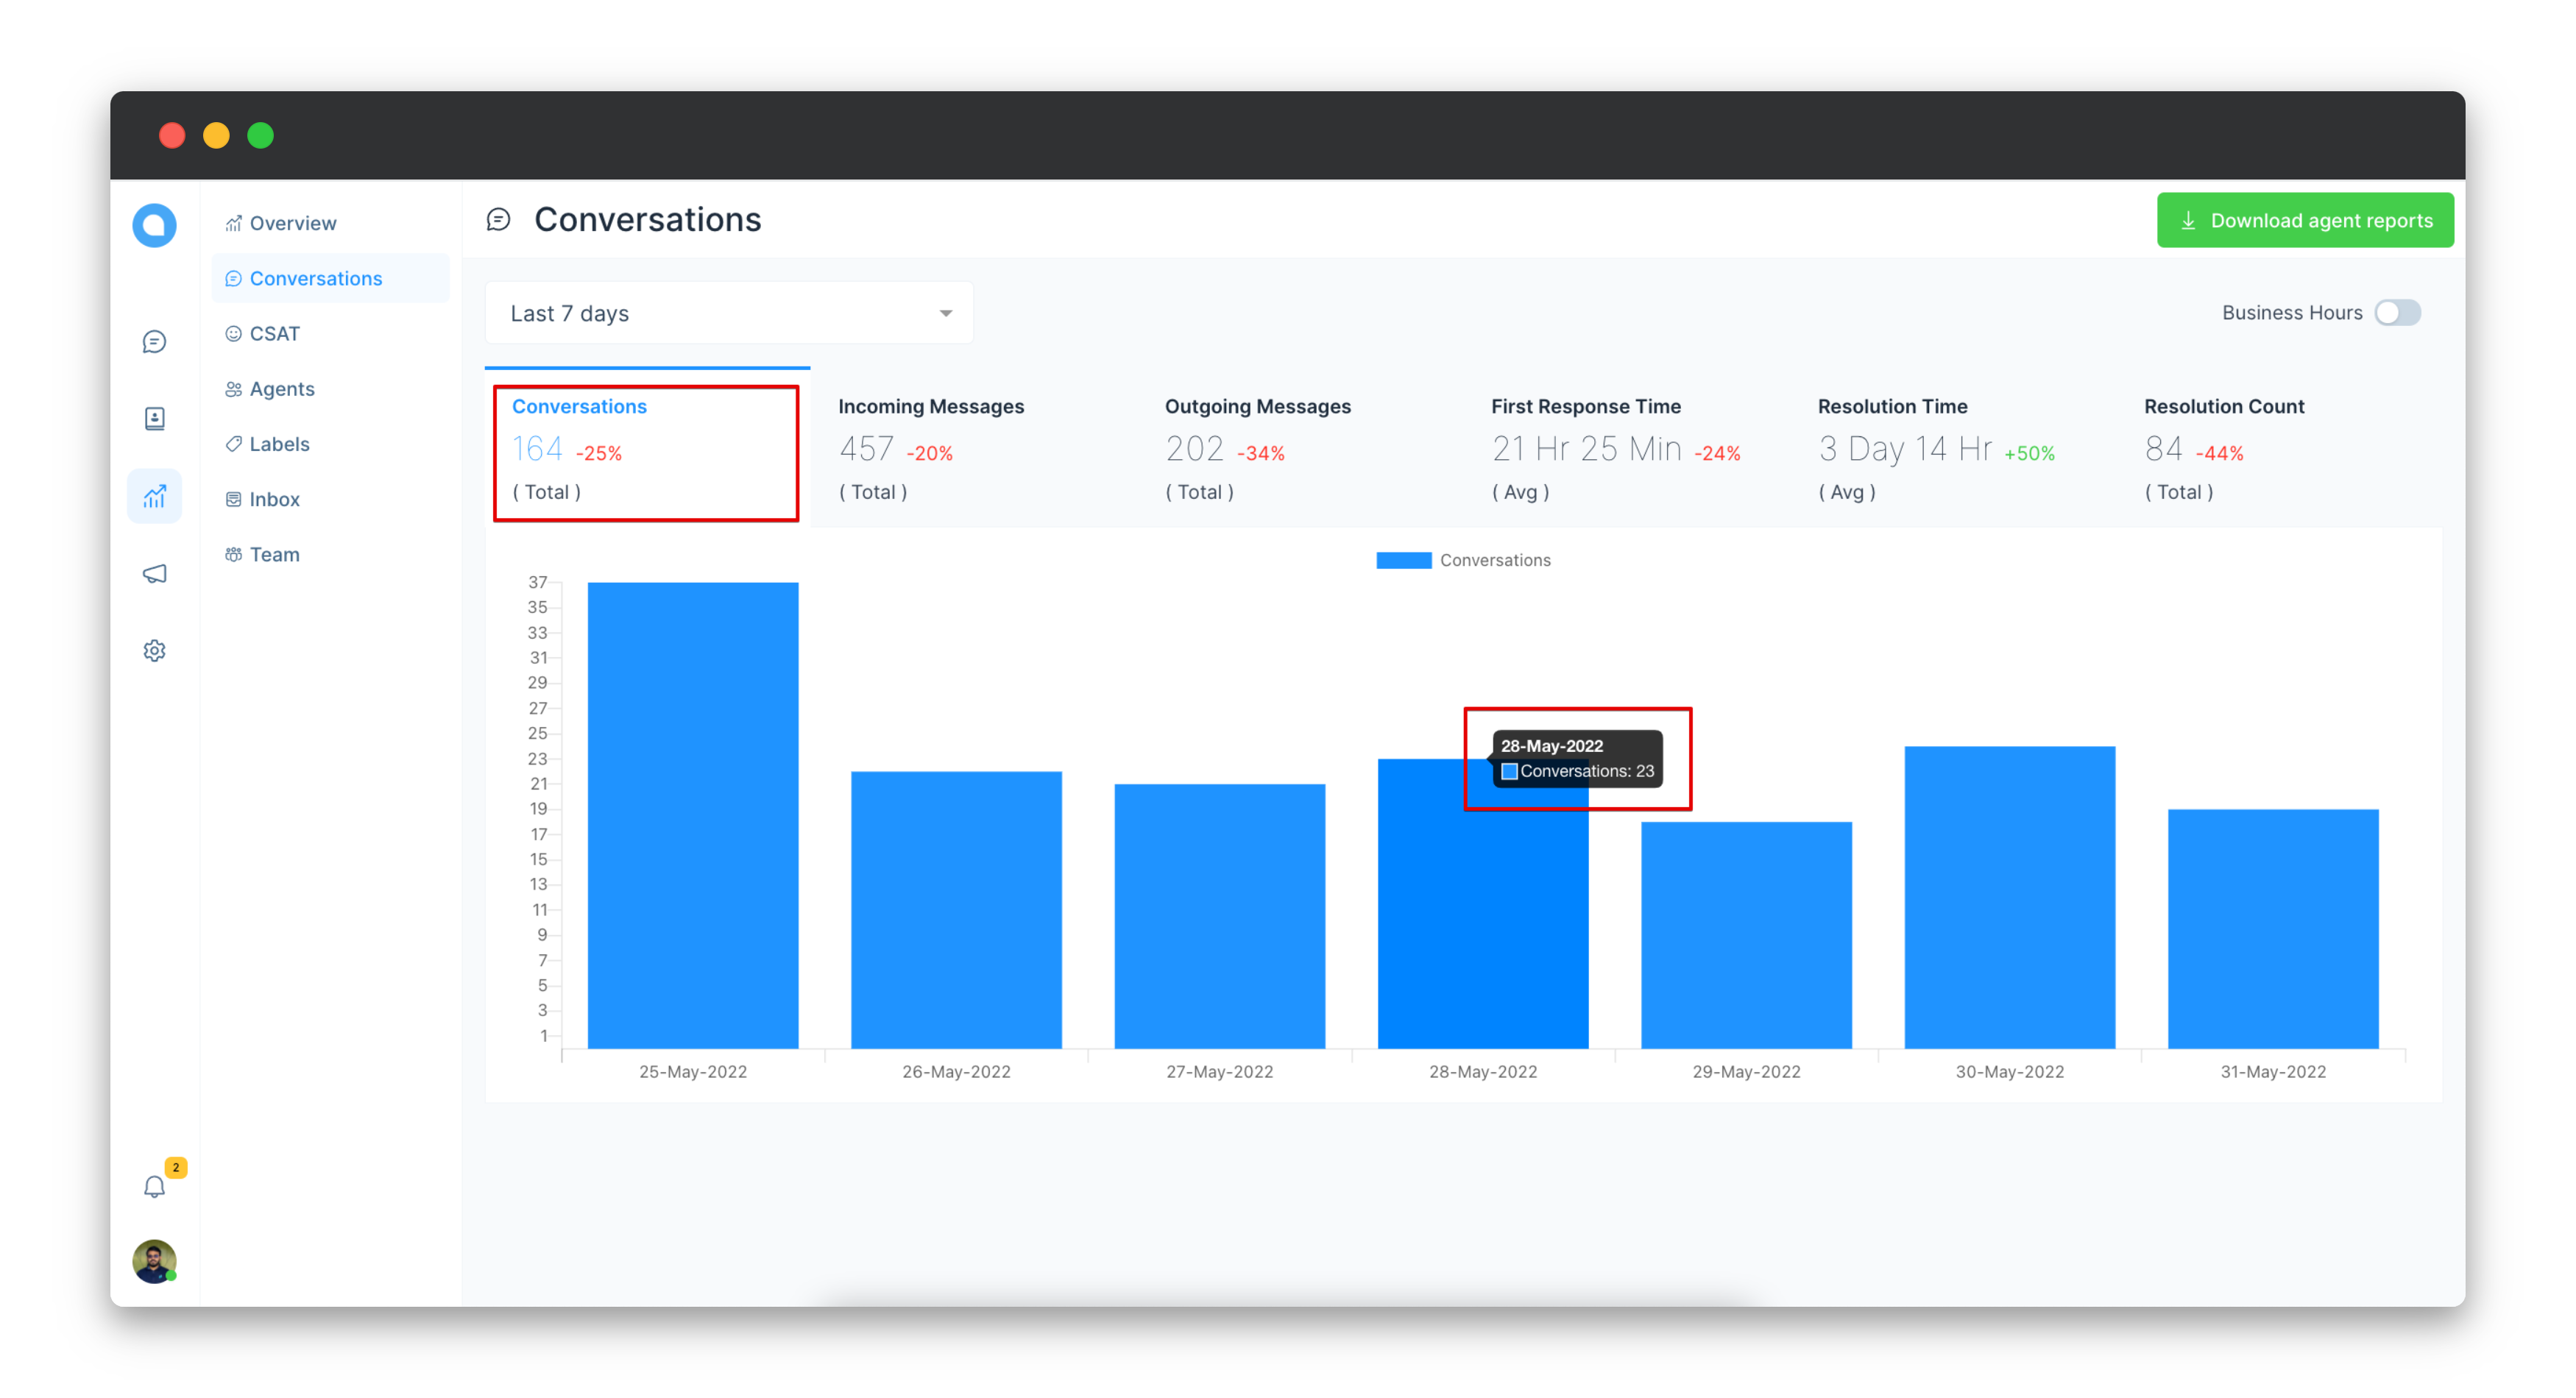 Overview
Conversations
CSAT
Agents
Labels
Inbox
Team
2
Conversations
Download agent reports
Last 7 days
Business Hours
Conversations
164 -25%
( Total )
Incoming Messages
457 -20%
( Total )
Outgoing Messages
202 -34%
( Total )
First Response Time
21 Hr 25 Min -24%
( Avg )
Resolution Time
3 Day 14 Hr +50%
( Avg )
Resolution Count
84 -44%
( Total )
Conversations
37
35
33
31
29
27
25
23
21
19
17
15
13
11
9
7
5
3
1
28-May-2022
Conversations: 23
25-May-2022 26-May-2022 27-May-2022 28-May-2022 29-May-2022 30-May-2022 31-May-2022